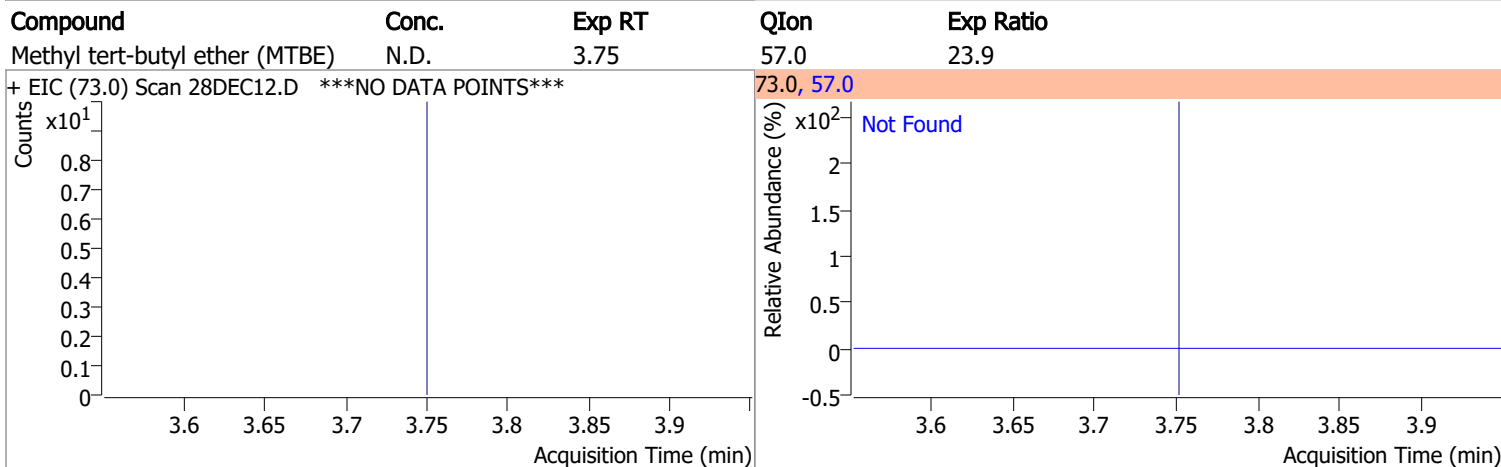 Compound Conc. Exp RT QIon Exp Ratio
Methyl tert-butyl ether (MTBE) N.D. 3.75 57.0 23.9
+ EIC (73.0) Scan 28DEC12.D ***NO DATA POINTS***
Counts
x10¹
0.8
0.7
0.6
0.5
0.4
0.3
0.2
0.1
0
3.6 3.65 3.7 3.75 3.8 3.85 3.9
Acquisition Time (min)
73.0, 57.0
Relative Abundance (%)
x10²
Not Found
2
1.5
1
0.5
0
-0.5
3.6 3.65 3.7 3.75 3.8 3.85 3.9
Acquisition Time (min)